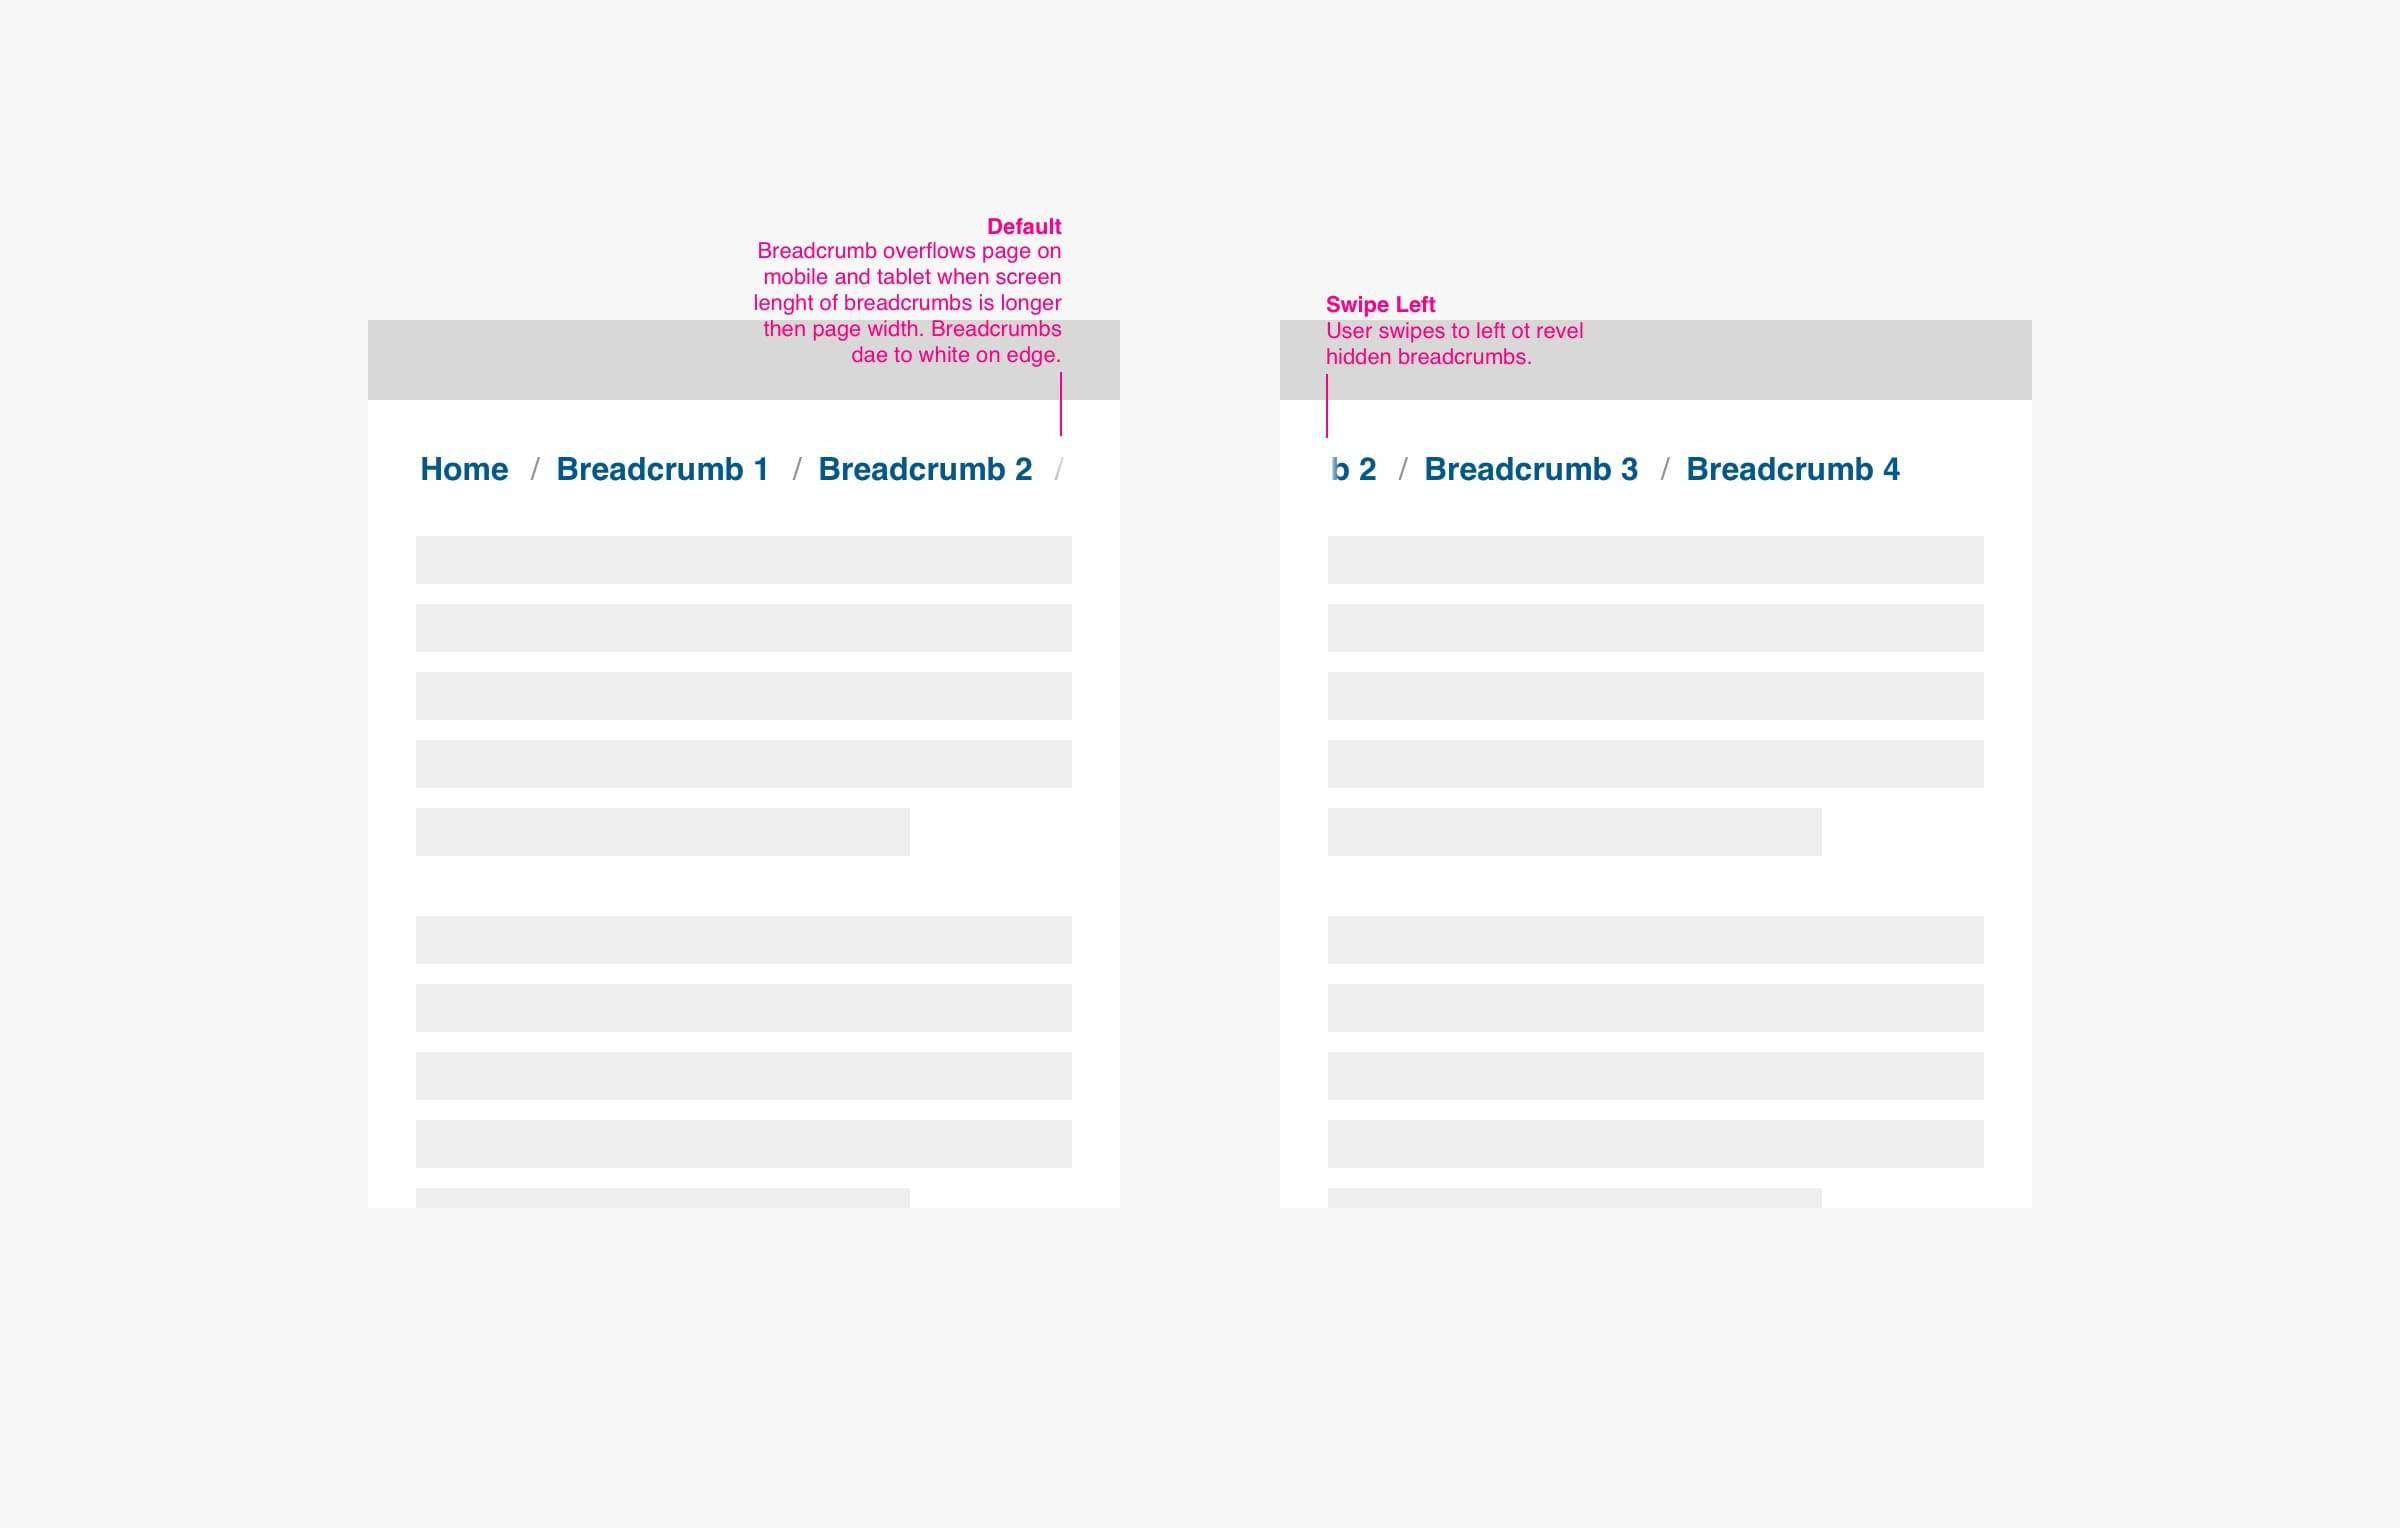 Default
Breadcrumb overflows page on
mobile and tablet when screen
lenght of breadcrumbs is longer
then page width. Breadcrumbs
dae to white on edge.
Home / Breadcrumb 1 / Breadcrumb 2 /
Swipe Left
User swipes to left ot revel
hidden breadcrumbs.
b 2 / Breadcrumb 3 / Breadcrumb 4